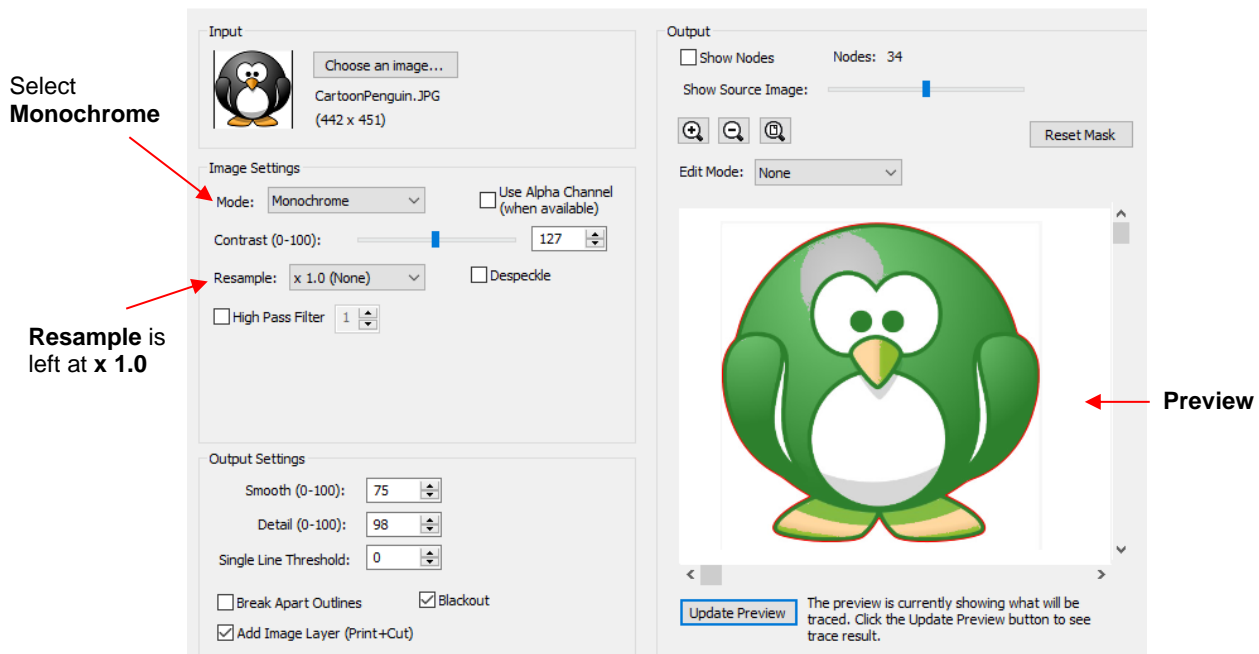 Select
Monochrome
Resample is
left at x 1.0
Input
Choose an image...
CartoonPenguin.JPG
(442 x 451)
Image Settings
Mode: Monochrome
Use Alpha Channel
(when available)
Contrast (0-100): 127
Resample: x 1.0 (None) Despeckle
High Pass Filter 1
Output Settings
Smooth (0-100): 75
Detail (0-100): 98
Single Line Threshold: 0
Break Apart Outlines Blackout
Add Image Layer (Print+Cut)
Output
Show Nodes Nodes: 34
Show Source Image:
Reset Mask
Edit Mode: None
Update Preview
The preview is currently showing what will be
traced. Click the Update Preview button to see
trace result.
Preview